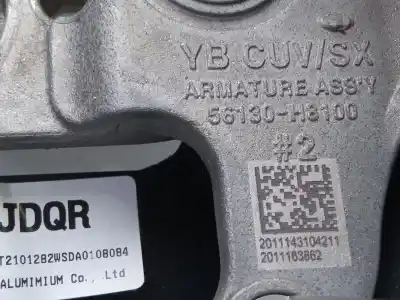 YB CUV/SX
ARMATURE ASS'Y
56130-H8100
#2
JDQR
T2101282WSDA0108084
ALUMIMIUM Co., Ltd
2011143104211
2011163862